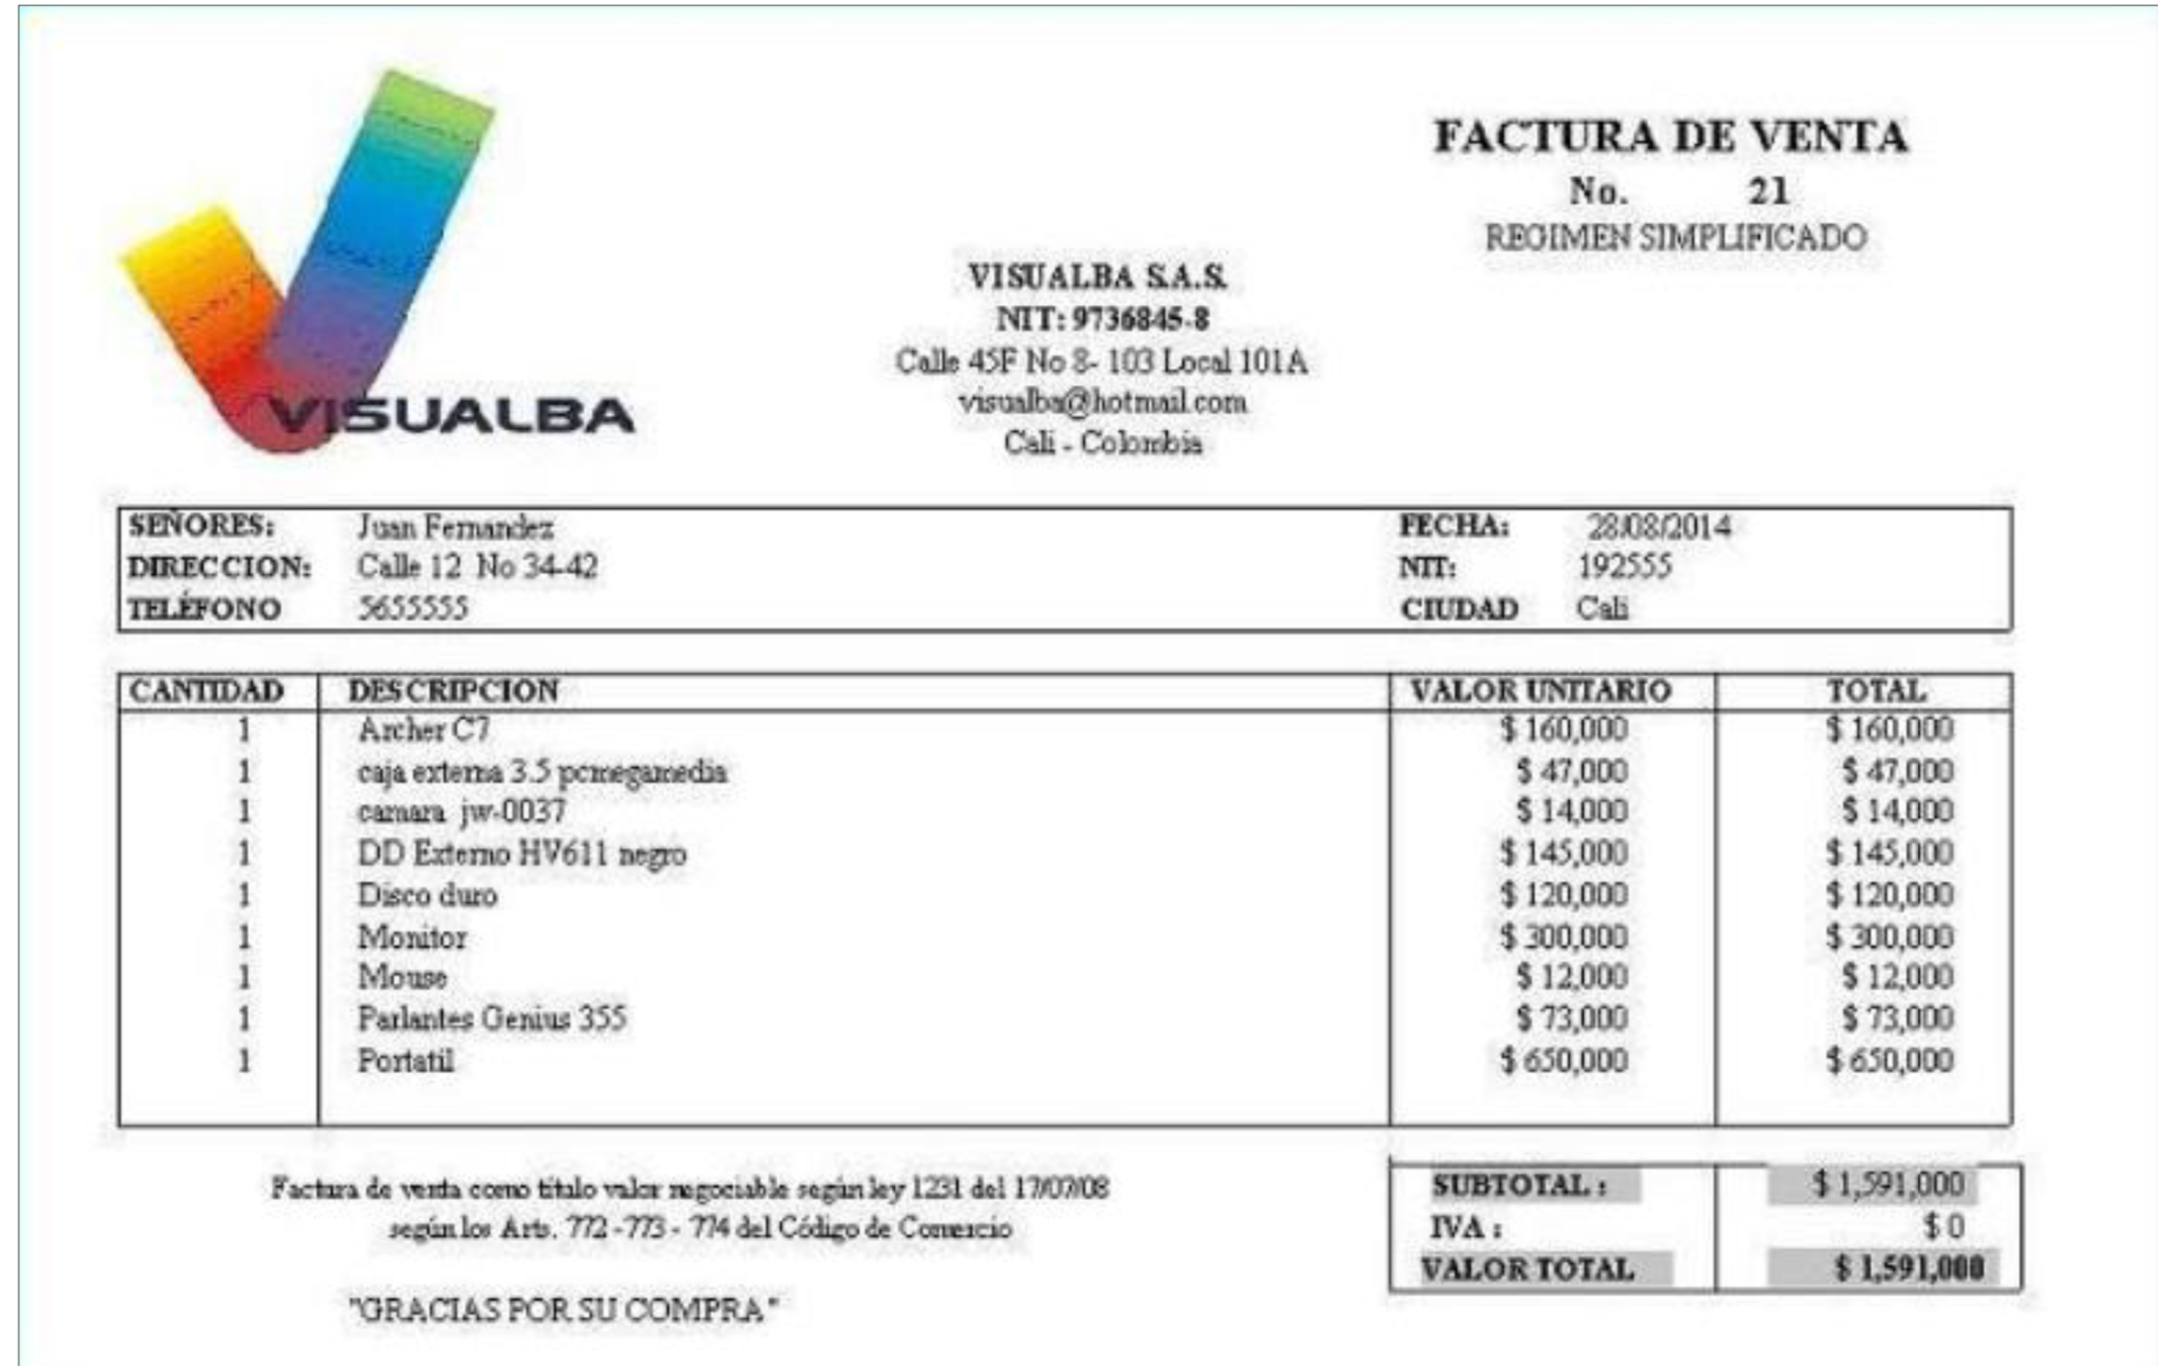 VISUALBA
FACTURA DE VENTA
No. 21
REGIMEN SIMPLIFICADO
VISUALBA S.A.S.
NIT: 9736845-8
Calle 45F No 8- 103 Local 101A
visualba@hotmail.com
Cali - Colombia
SEÑORES: Juan Fernandez FECHA: 28/08/2014
DIRECCION: Calle 12 No 34-42 NIT: 192555
TELÉFONO 5655555 CIUDAD Cali
CANTIDAD DESCRIPCION VALOR UNITARIO TOTAL
1 Archer C7 $ 160,000 $ 160,000
1 caja externa 3.5 pcmegamedia $ 47,000 $ 47,000
1 camara jw-0037 $ 14,000 $ 14,000
1 DD Externo HV611 negro $ 145,000 $ 145,000
1 Disco duro $ 120,000 $ 120,000
1 Monitor $ 300,000 $ 300,000
1 Mouse $ 12,000 $ 12,000
1 Parlantes Genius 355 $ 73,000 $ 73,000
1 Portatil $ 650,000 $ 650,000
Factura de venta como título valor negociable según ley 1231 del 17/07/08
según los Arts. 772 -773 - 774 del Código de Comercio
"GRACIAS POR SU COMPRA"
SUBTOTAL : $ 1,591,000
IVA : $ 0
VALOR TOTAL $ 1,591,000